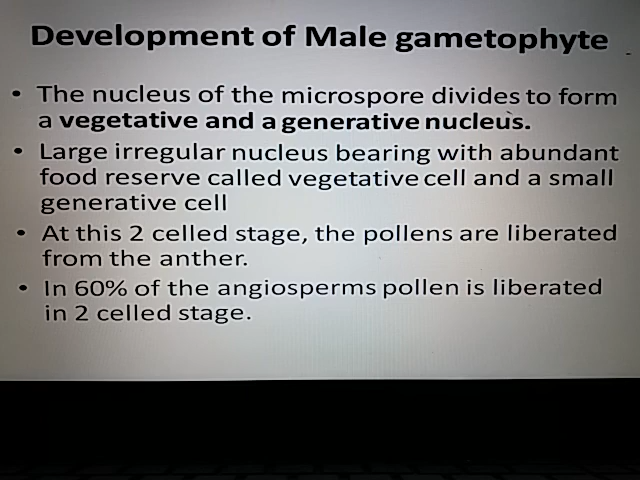 Development of Male gametophyte
• The nucleus of the microspore divides to form
a vegetative and a generative nucleus.
• Large irregular nucleus bearing with abundant
food reserve called vegetative cell and a small
generative cell
• At this 2 celled stage, the pollens are liberated
from the anther.
• In 60% of the angiosperms pollen is liberated
in 2 celled stage.